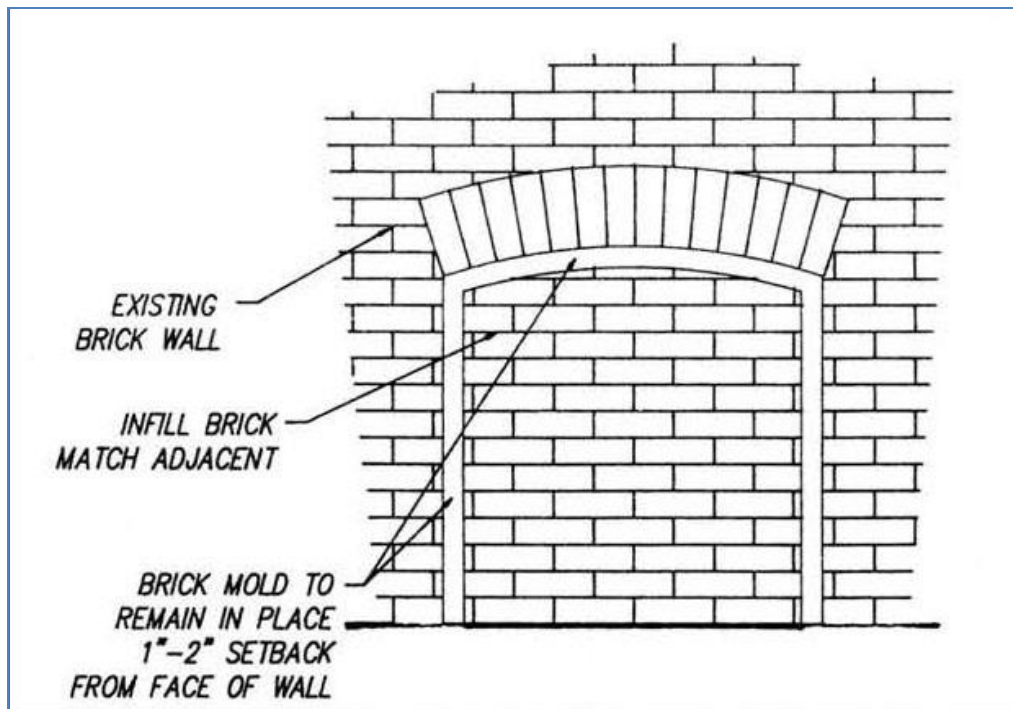 EXISTING
BRICK WALL
INFILL BRICK
MATCH ADJACENT
BRICK MOLD TO
REMAIN IN PLACE
1"-2" SETBACK
FROM FACE OF WALL